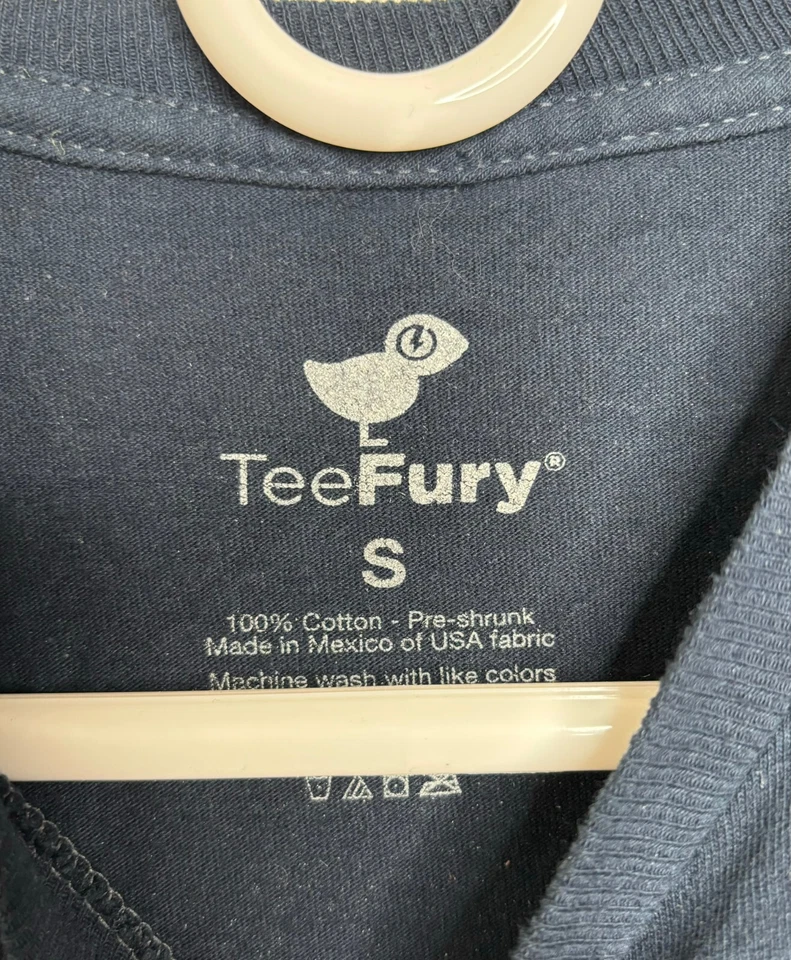 TeeFury®
S
100% Cotton - Pre-shrunk
Made in Mexico of USA fabric
Machine wash with like colors